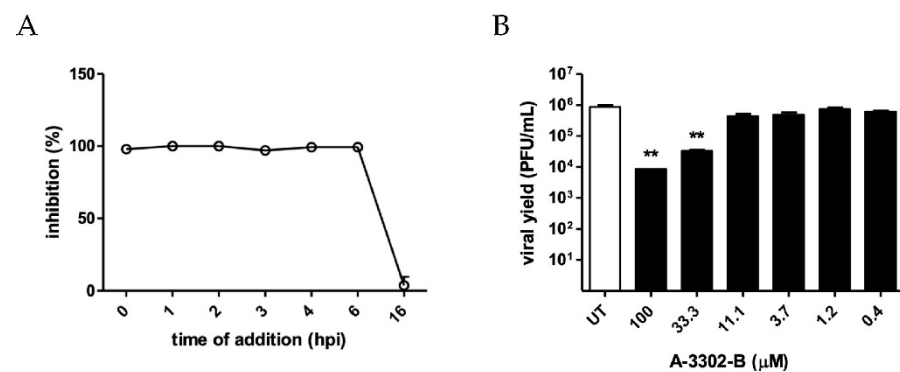 A
B
150
100
50
0
inhibition (%)
0 1 2 3 4 6 16
time of addition (hpi)
10⁷
10⁶
10⁵
10⁴
10³
10²
10¹
viral yield (PFU/mL)
** **
UT 100 33.3 11.1 3.7 1.2 0.4
A-3302-B (μM)